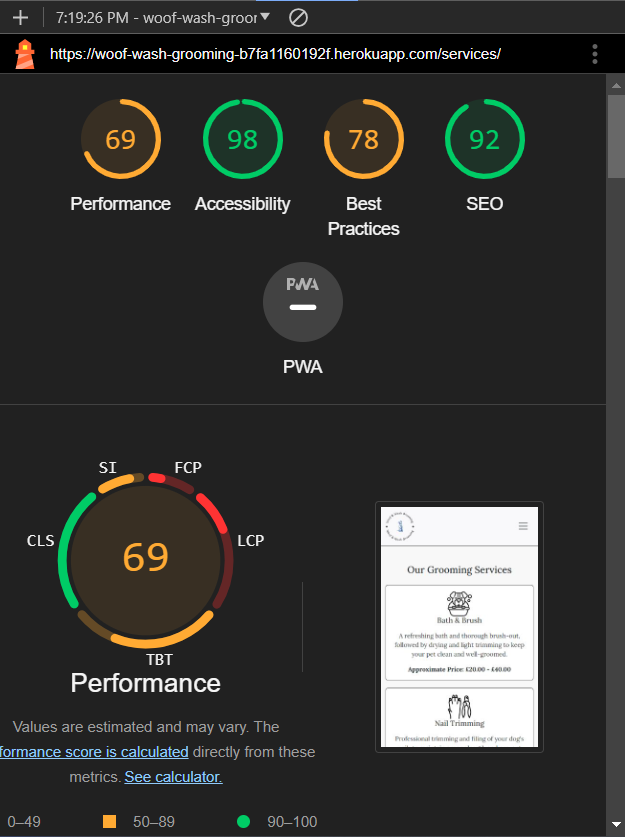 7:19:26 PM - woof-wash-groor
https://woof-wash-grooming-b7fa1160192f.herokuapp.com/services/
69 98 78 92
Performance Accessibility Best Practices SEO
PWA
PWA
SI FCP
CLS LCP
69
TBT
Performance
Values are estimated and may vary. The
formance score is calculated directly from these
metrics. See calculator.
0–49 50–89 90–100
Our Grooming Services
Bath & Brush
A refreshing bath and thorough brush-out,
followed by drying and light trimming to keep
your pet clean and well-groomed.
Approximate Price: £20.00 - £40.00
Nail Trimming
Professional trimming and filing of your dog's